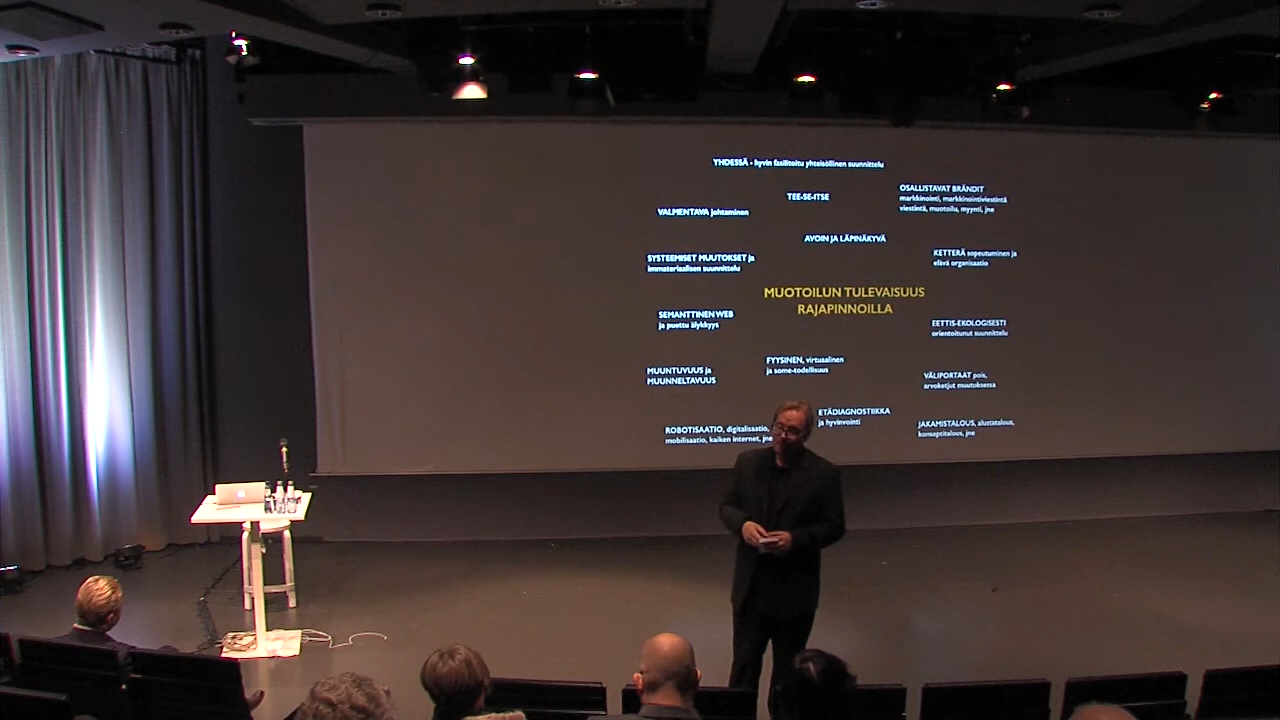 YHDESSÄ - hyvin fasilitoitu yhteisöllinen suunnittelu
TEE-SE-ITSE
OSALLISTAVAT BRÄNDIT
markkinointi, markkinointiviestintä
viestintä, muotoilu, myynti, jne
VALMENTAVA johtaminen
AVOIN JA LÄPINÄKYVÄ
SYSTEEMISET MUUTOKSET ja
immateriaalisen suunnittelu
KETTERÄ sopeutuminen ja
elävä organisaatio
MUOTOILUN TULEVAISUUS
RAJAPINNOILLA
SEMANTTINEN WEB
ja puettu älykkyys
EETTIS-EKOLOGISESTI
orientoitunut suunnittelu
FYYSINEN, virtuaalinen
ja some-todellisuus
MUUNTUVUUS ja
MUUNNELTAVUUS
VÄLIPORTAAT pois,
arvoketjut muutoksessa
ETÄDIAGNOSTIIKKA
ja hyvinvointi
ROBOTISAATIO, digitalisaatio,
mobilisaatio, kaiken internet, jne
JAKAMISTALOUS, alustatalous,
konseptitalous, jne